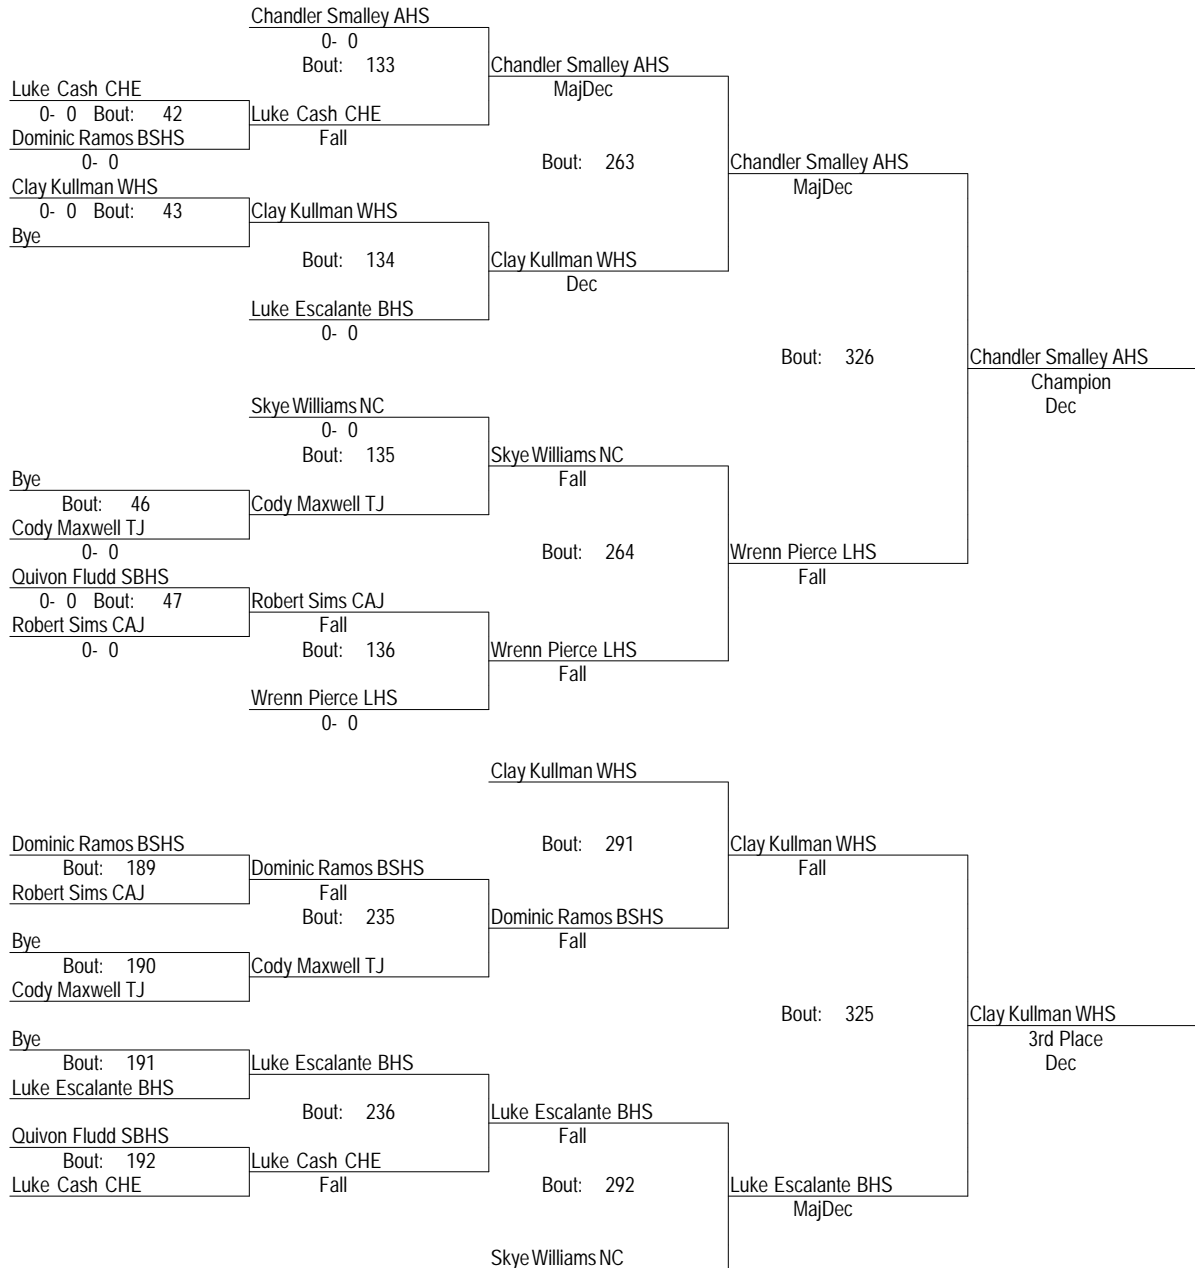 Chandler Smalley AHS
0- 0
Bout: 133
Chandler Smalley AHS
MajDec
Luke Cash CHE
0- 0 Bout: 42
Luke Cash CHE
Dominic Ramos BSHS
Fall
0- 0
Bout: 263
Chandler Smalley AHS
MajDec
Clay Kullman WHS
0- 0 Bout: 43
Clay Kullman WHS
Bye
Bout: 134
Clay Kullman WHS
Dec
Luke Escalante BHS
0- 0
Bout: 326
Chandler Smalley AHS
Champion
Dec
Skye Williams NC
0- 0
Bout: 135
Skye Williams NC
Fall
Bye
Bout: 46
Cody Maxwell TJ
Cody Maxwell TJ
0- 0
Bout: 264
Wrenn Pierce LHS
Fall
Quivon Fludd SBHS
0- 0 Bout: 47
Robert Sims CAJ
Robert Sims CAJ
Fall
0- 0
Bout: 136
Wrenn Pierce LHS
Fall
Wrenn Pierce LHS
0- 0
Clay Kullman WHS
Dominic Ramos BSHS
Bout: 291
Clay Kullman WHS
Bout: 189
Dominic Ramos BSHS
Fall
Robert Sims CAJ
Fall
Bout: 235
Dominic Ramos BSHS
Fall
Bye
Bout: 190
Cody Maxwell TJ
Cody Maxwell TJ
Bout: 325
Clay Kullman WHS
3rd Place
Dec
Bye
Bout: 191
Luke Escalante BHS
Luke Escalante BHS
Bout: 236
Luke Escalante BHS
Fall
Quivon Fludd SBHS
Bout: 192
Luke Cash CHE
Luke Cash CHE
Fall
Bout: 292
Luke Escalante BHS
MajDec
Skye Williams NC